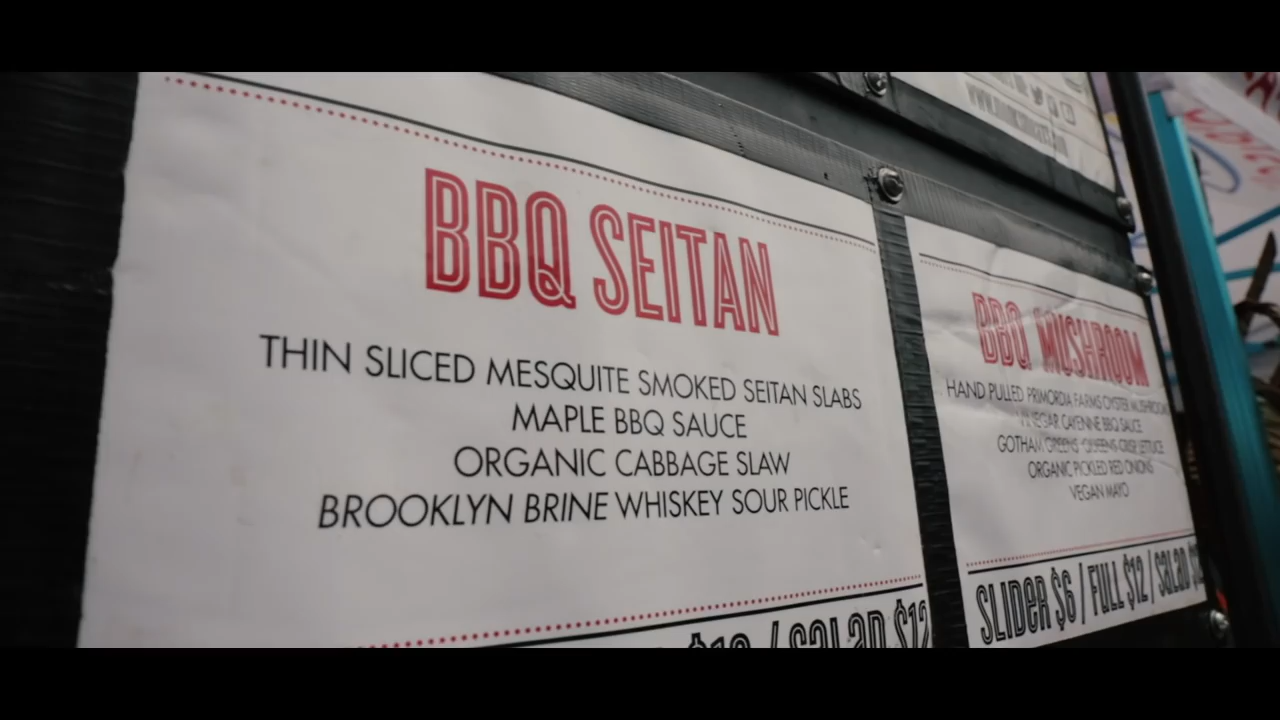 BBQ SEITAN
THIN SLICED MESQUITE SMOKED SEITAN SLABS
MAPLE BBQ SAUCE
ORGANIC CABBAGE SLAW
BROOKLYN BRINE WHISKEY SOUR PICKLE
/ SALAD $12
BBQ MUSHROOM
HAND PULLED PRIMORDIA FARMS OYSTER MUSHROOM
VINEGAR CAYENNE BBQ SAUCE
GOTHAM GREENS QUEENS CRISP LETTUCE
ORGANIC PICKLED RED ONIONS
VEGAN MAYO
SLIDER $6 / FULL $12 / SALAD